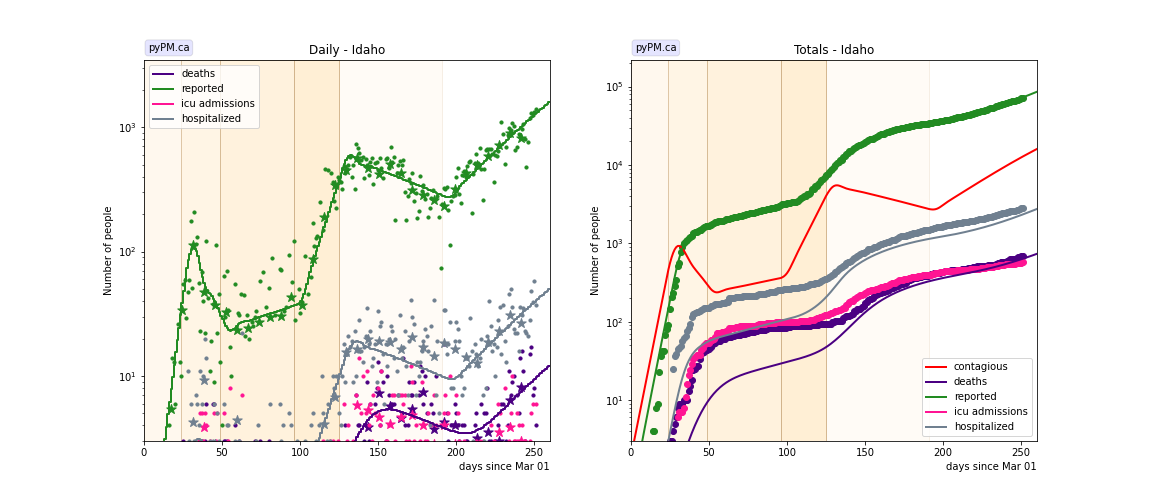 pyPM.ca
Daily - Idaho
deaths
reported
icu admissions
hospitalized
Number of people
10³
10²
10¹
0
50
100
150
200
250
days since Mar 01
pyPM.ca
Totals - Idaho
Number of people
10⁵
10⁴
10³
10²
10¹
contagious
deaths
reported
icu admissions
hospitalized
0
50
100
150
200
250
days since Mar 01